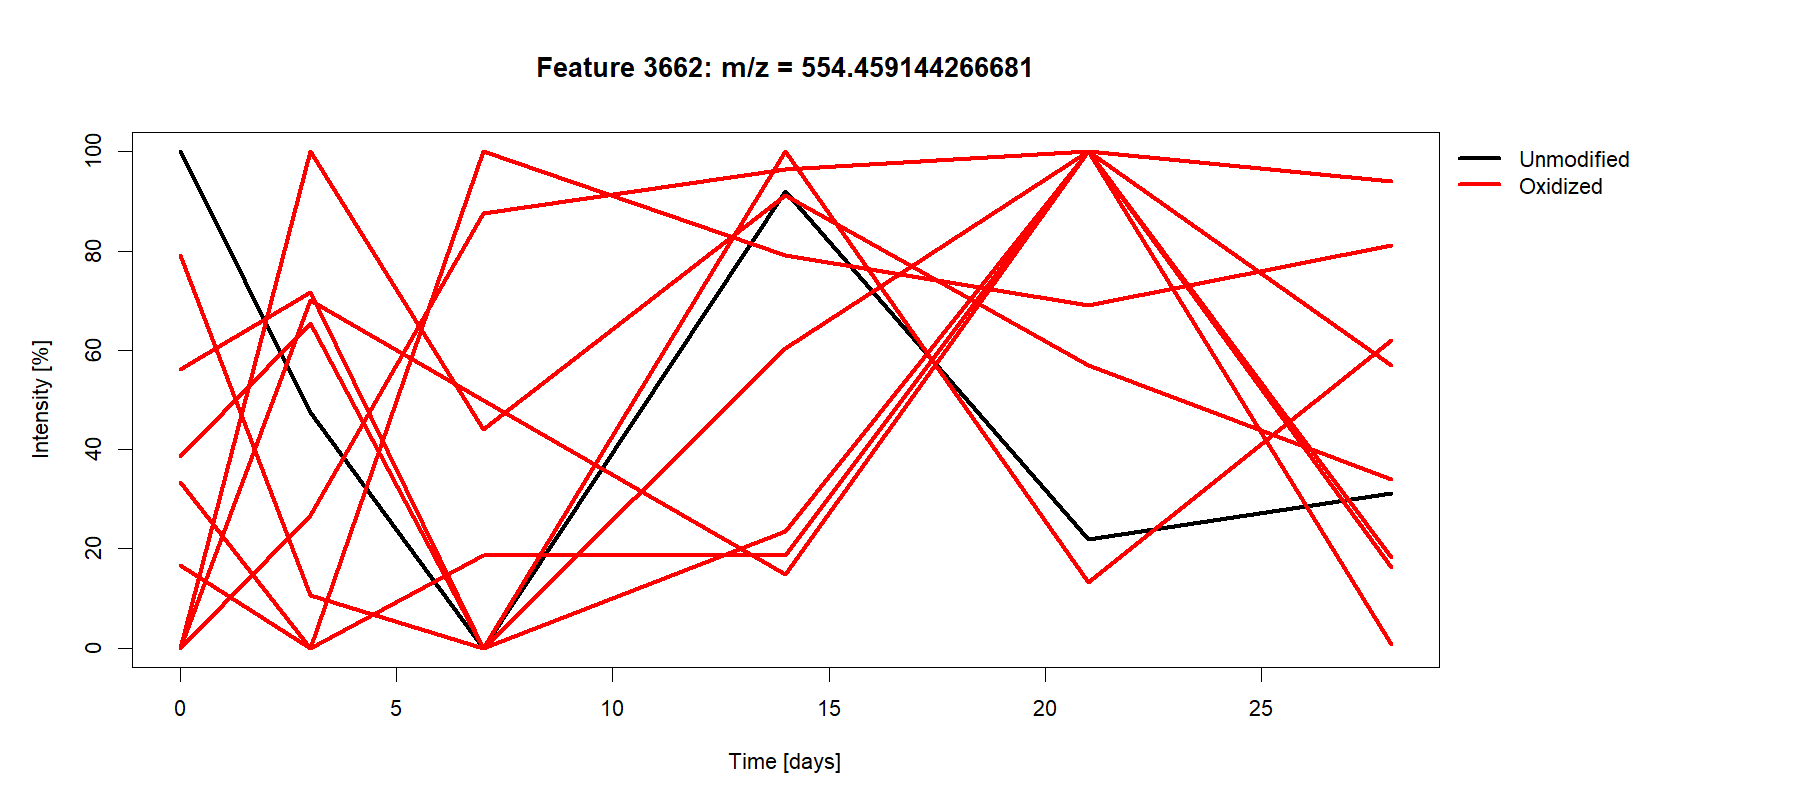 Feature 3662: m/z = 554.459144266681
Unmodified
Oxidized
100
80
60
40
20
0
Intensity [%]
0 5 10 15 20 25
Time [days]